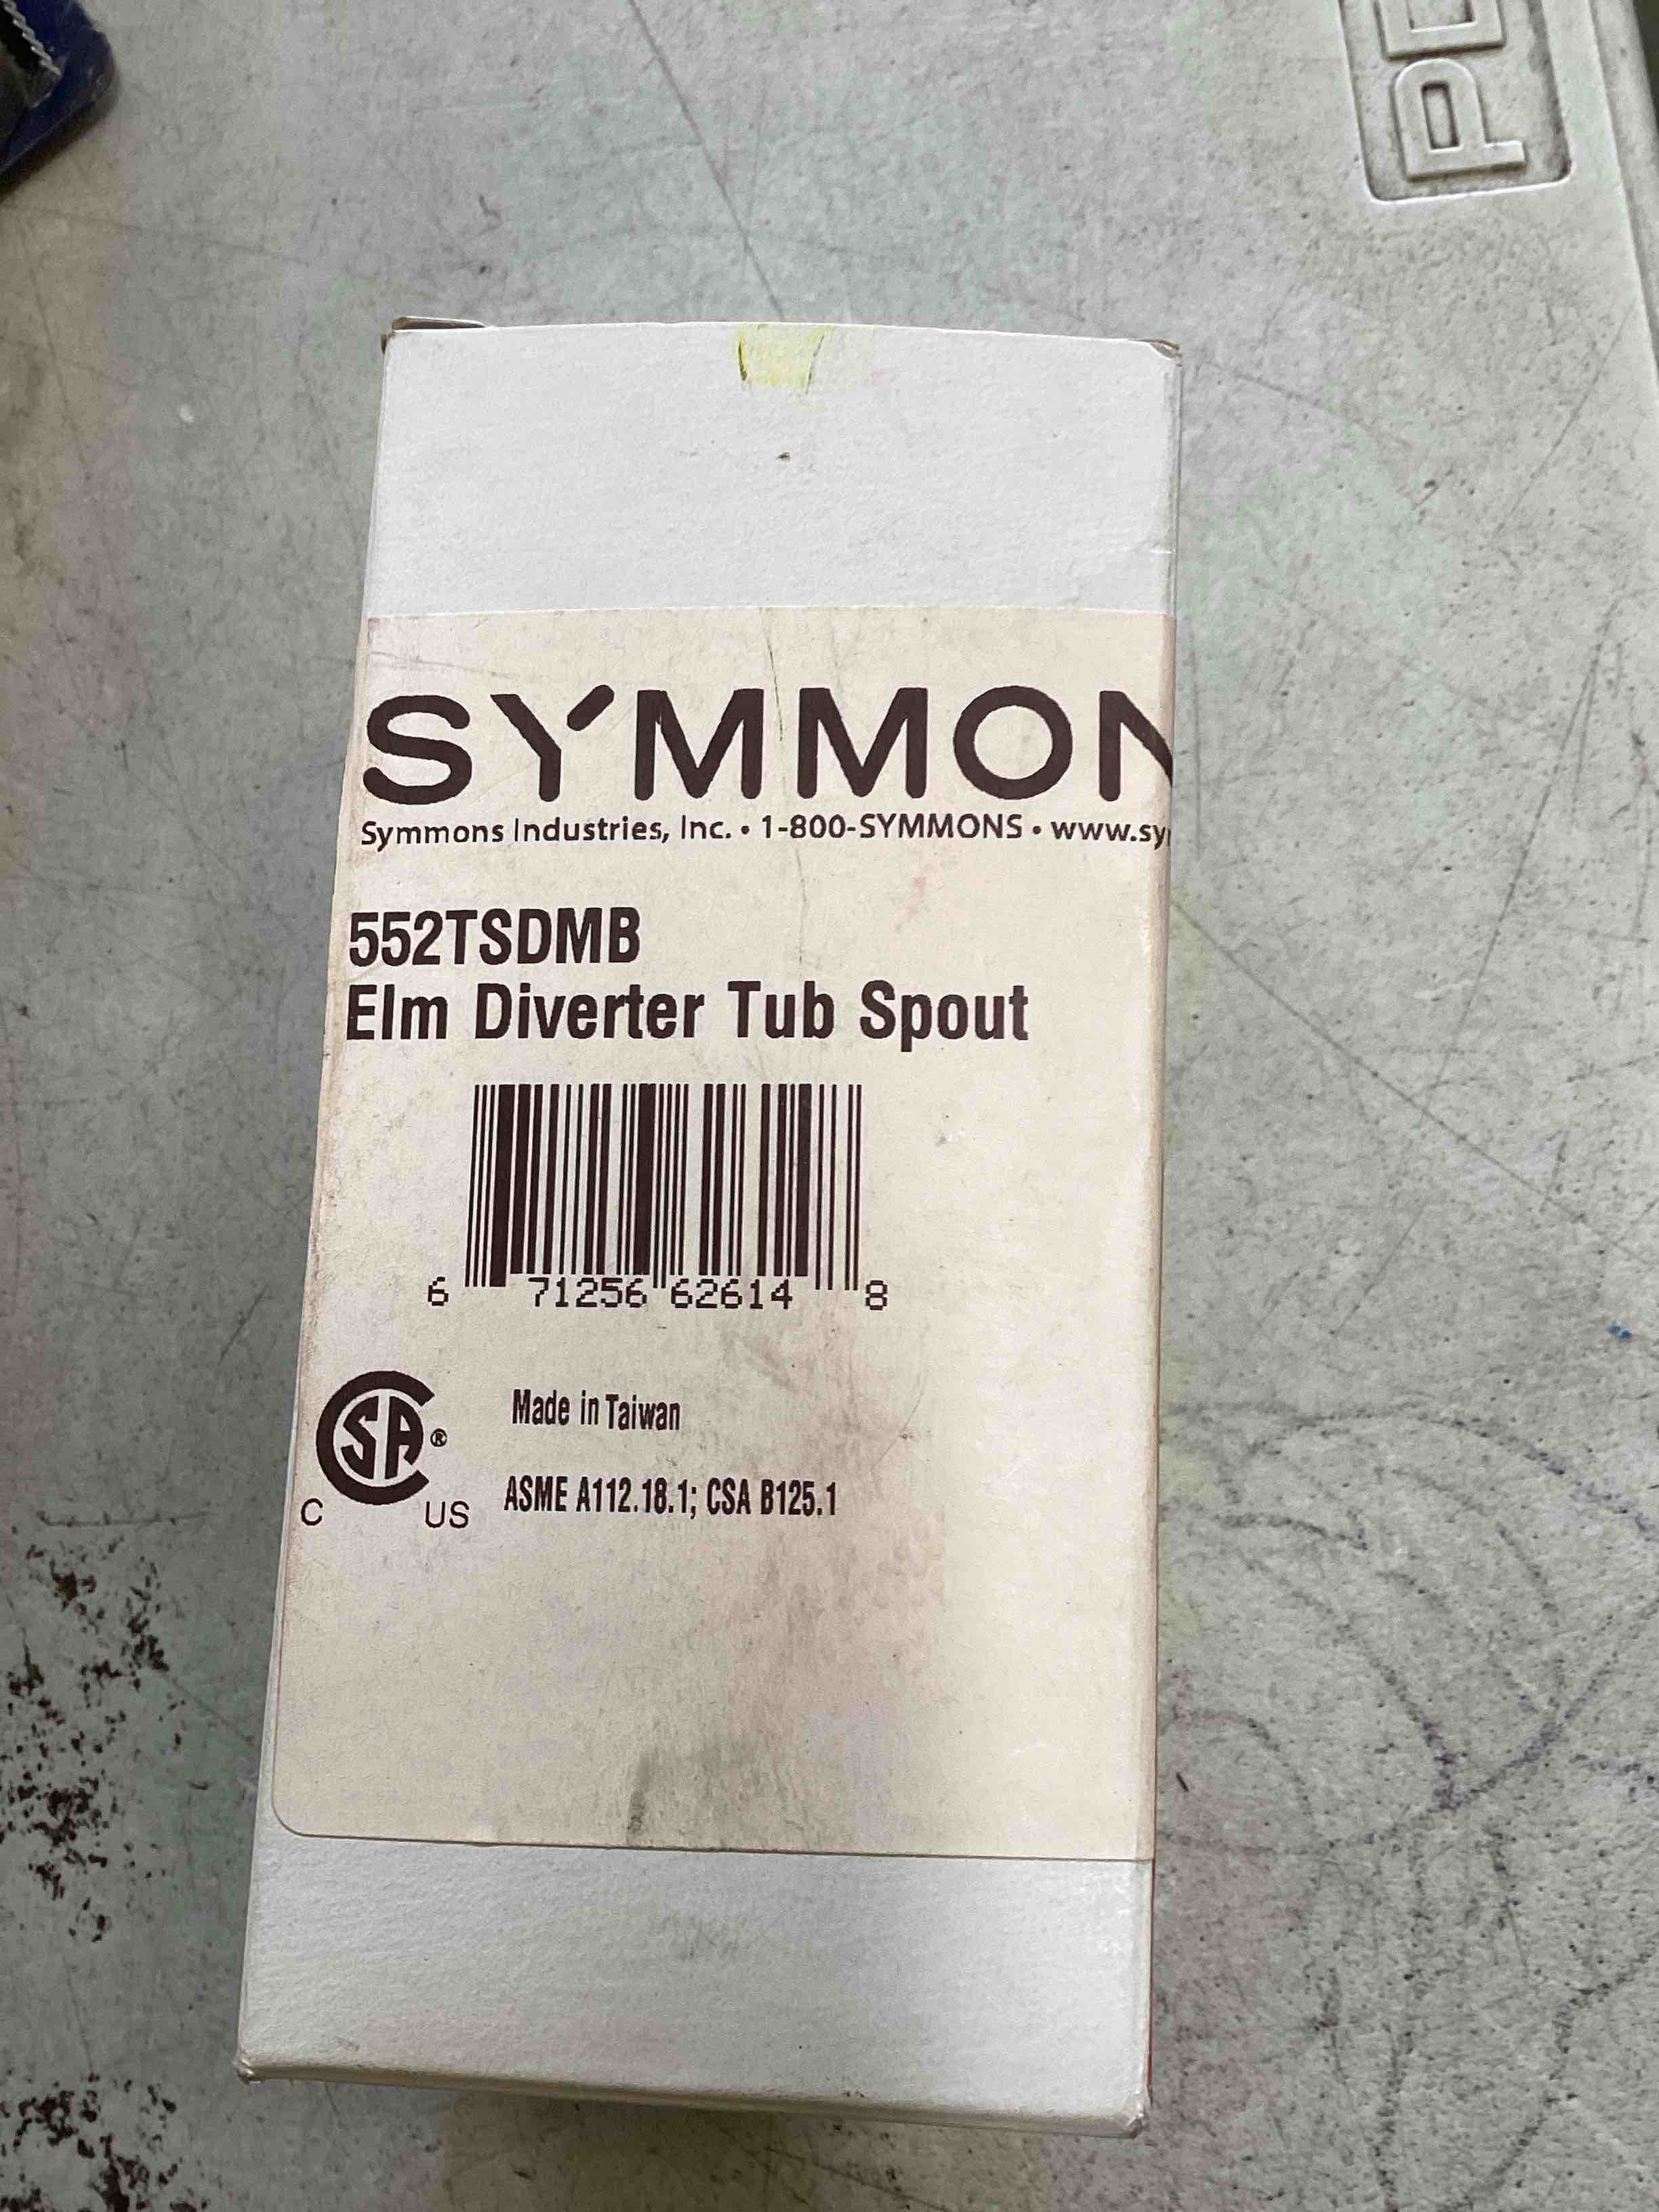 SYMMON
Symmons Industries, Inc. • 1-800-SYMMONS • www.sy
552TSDMB
Elm Diverter Tub Spout
6 71256 62614 8
CSA®
C US
Made in Taiwan
ASME A112.18.1; CSA B125.1